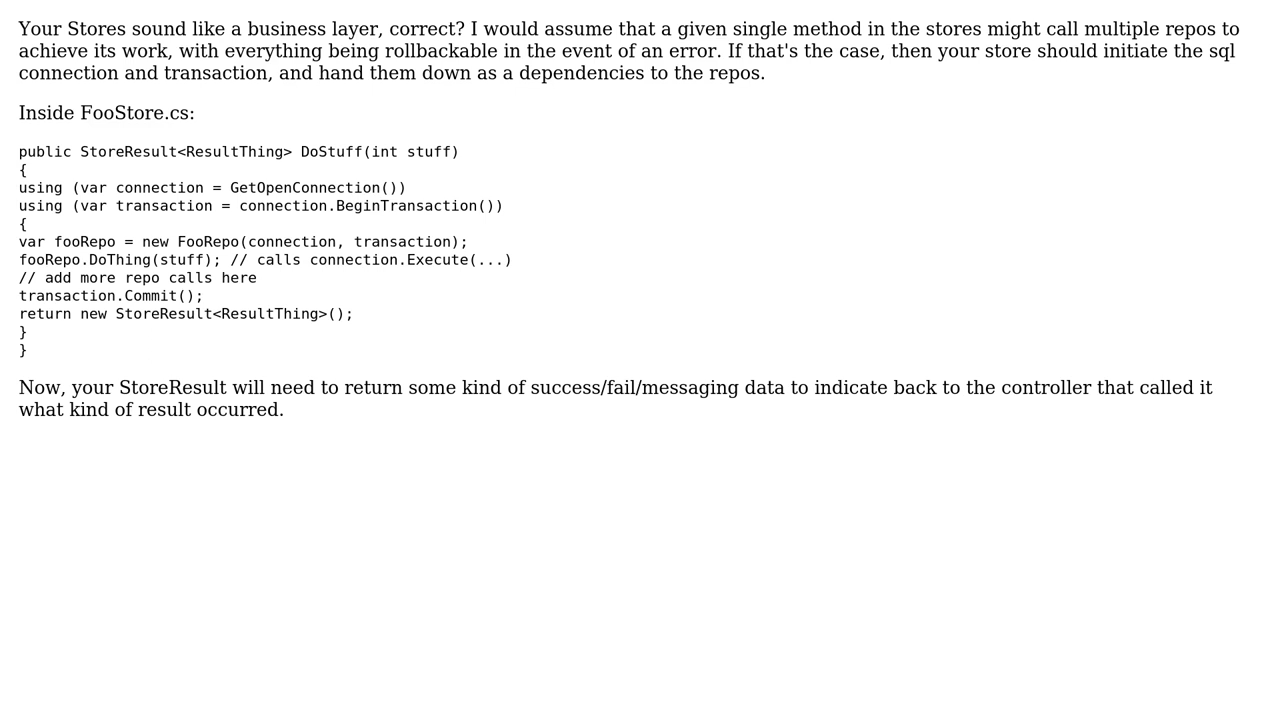 Your Stores sound like a business layer, correct? I would assume that a given single method in the stores might call multiple repos to
achieve its work, with everything being rollbackable in the event of an error. If that's the case, then your store should initiate the sql
connection and transaction, and hand them down as a dependencies to the repos.
Inside FooStore.cs:
public StoreResult<ResultThing> DoStuff(int stuff)
{
using (var connection = GetOpenConnection())
using (var transaction = connection.BeginTransaction())
{
var fooRepo = new FooRepo(connection, transaction);
fooRepo.DoThing(stuff); // calls connection.Execute(...)
// add more repo calls here
transaction.Commit();
return new StoreResult<ResultThing>();
}
}
Now, your StoreResult will need to return some kind of success/fail/messaging data to indicate back to the controller that called it
what kind of result occurred.